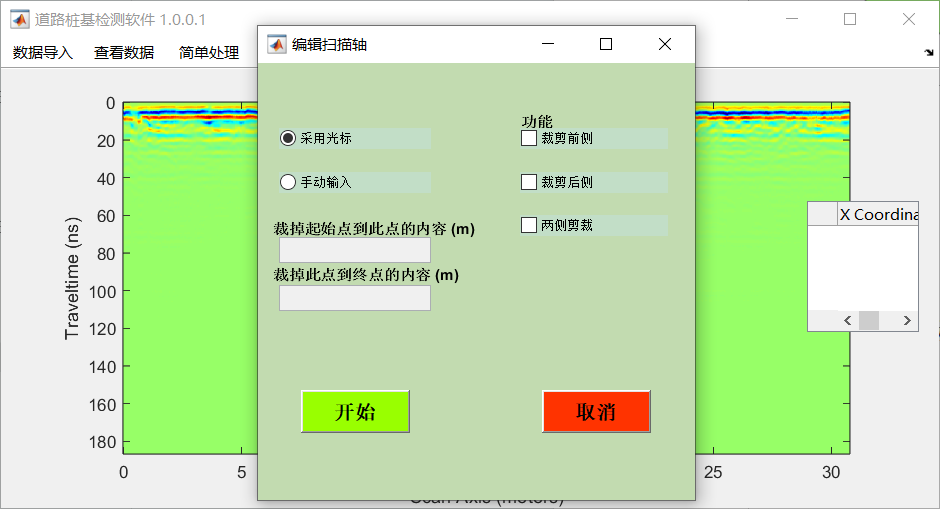 道路桩基检测软件 1.0.0.1
数据导入 查看数据 简单处理
编辑扫描轴
功能
采用光标
裁剪前侧
手动输入
裁剪后侧
两侧剪裁
裁掉起始点到此点的内容 (m)
裁掉此点到终点的内容 (m)
开始
取消
X Coordina
Traveltime (ns)
0
20
40
60
80
100
120
140
160
180
0 5 25 30
Scan Axis (meters)